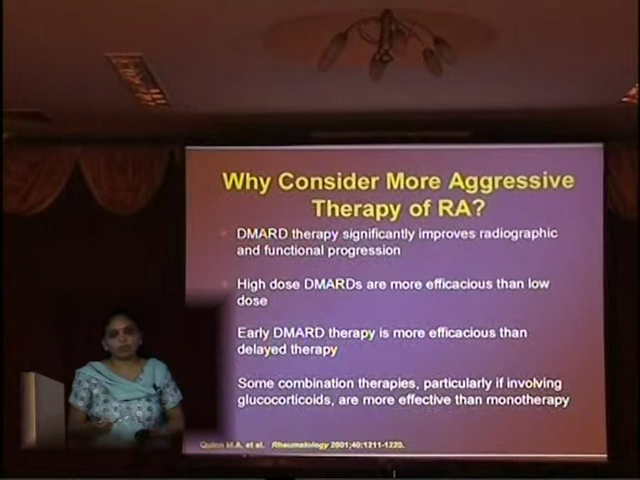 Why Consider More Aggressive
Therapy of RA?
DMARD therapy significantly improves radiographic
and functional progression
High dose DMARDs are more efficacious than low
dose
Early DMARD therapy is more efficacious than
delayed therapy
Some combination therapies, particularly if involving
glucocorticoids, are more effective than monotherapy
M.A. et al. Rheumatology 2001;40:1211-1220.